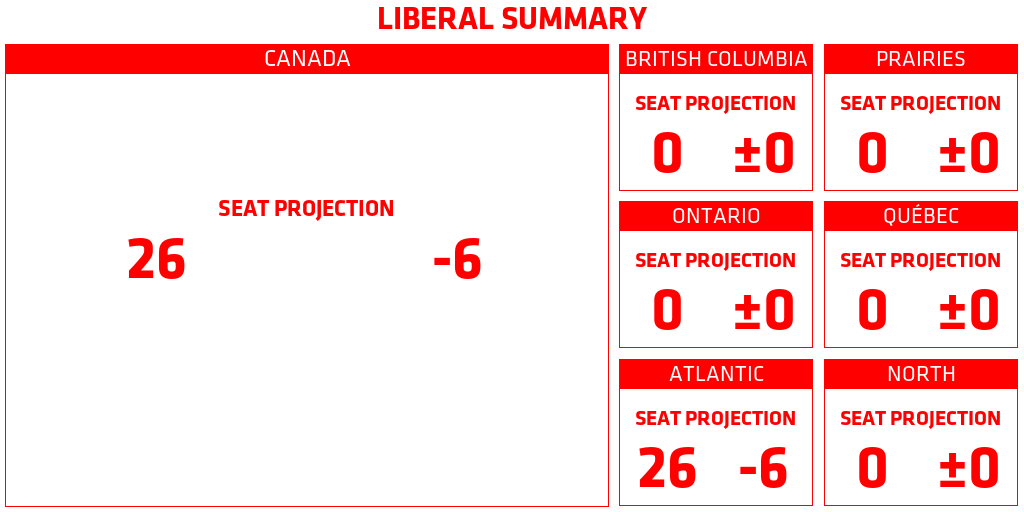 LIBERAL SUMMARY
CANADA
SEAT PROJECTION
26 -6
BRITISH COLUMBIA
SEAT PROJECTION
0 ±0
PRAIRIES
SEAT PROJECTION
0 ±0
ONTARIO
SEAT PROJECTION
0 ±0
QUÉBEC
SEAT PROJECTION
0 ±0
ATLANTIC
SEAT PROJECTION
26 -6
NORTH
SEAT PROJECTION
0 ±0